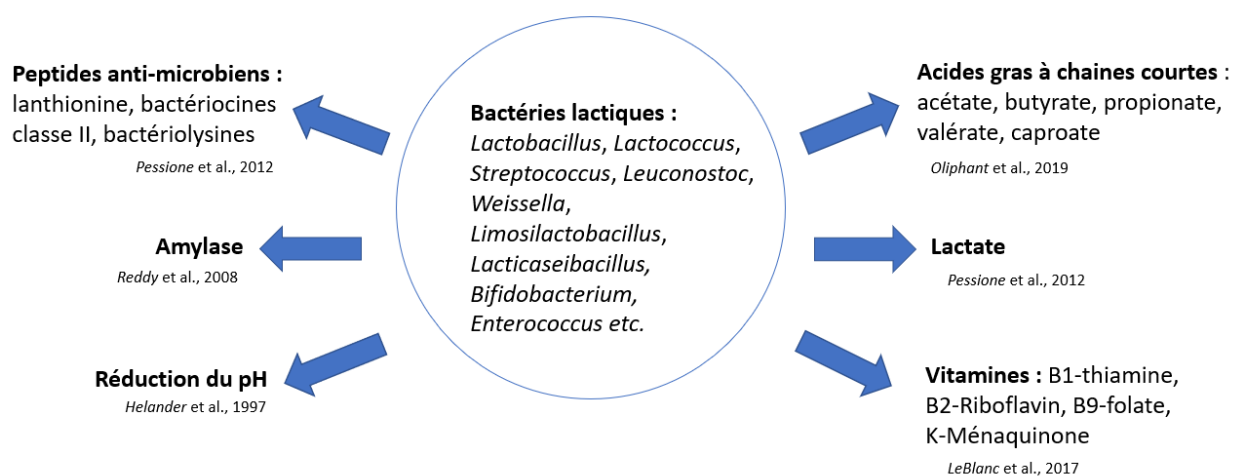 Peptides anti-microbiens :
lanthionine, bactériocines
classe II, bactériolysines
Pessione et al., 2012
Amylase
Reddy et al., 2008
Réduction du pH
Helander et al., 1997
Bactéries lactiques :
Lactobacillus, Lactococcus,
Streptococcus, Leuconostoc,
Weissella,
Limosilactobacillus,
Lacticaseibacillus,
Bifidobacterium,
Enterococcus etc.
Acides gras à chaines courtes :
acétate, butyrate, propionate,
valérate, caproate
Oliphant et al., 2019
Lactate
Pessione et al., 2012
Vitamines : B1-thiamine,
B2-Riboflavin, B9-folate,
K-Ménaquinone
LeBlanc et al., 2017